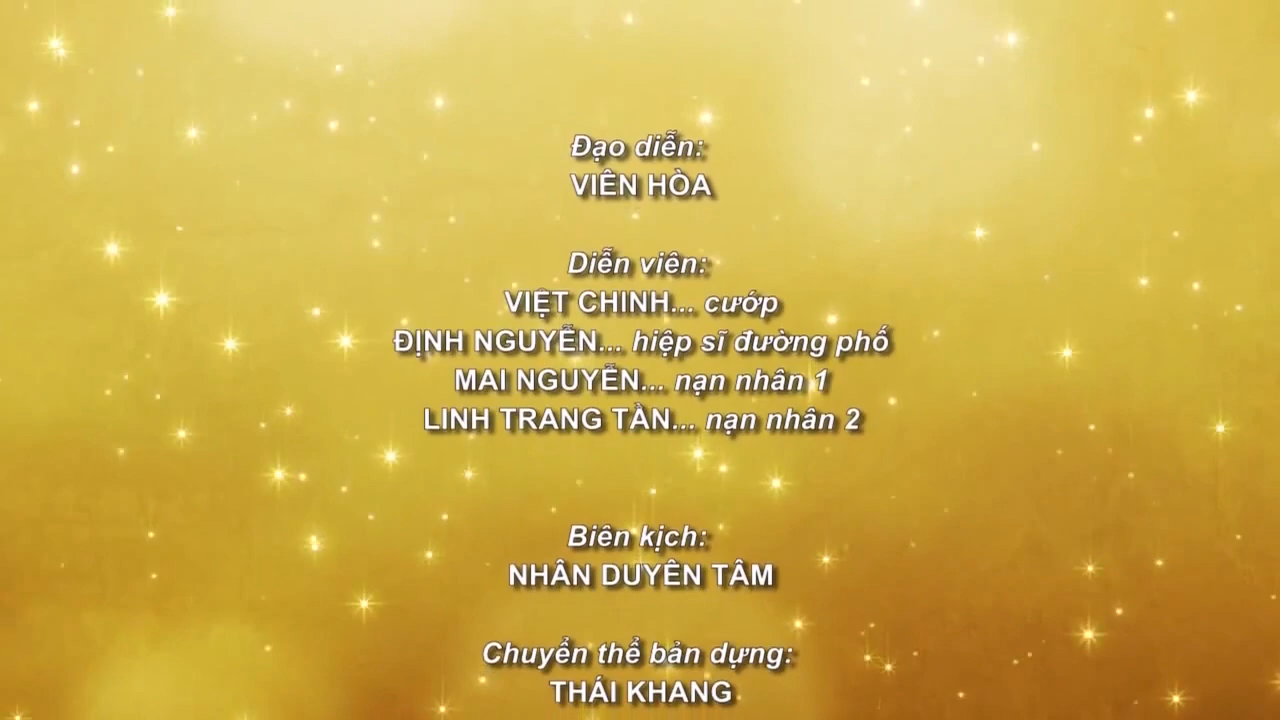 Đạo diễn:
VIÊN HÒA
Diễn viên:
VIỆT CHINH... cướp
ĐỊNH NGUYỄN... hiệp sĩ đường phố
MAI NGUYỄN... nạn nhân 1
LINH TRANG TẦN... nạn nhân 2
Biên kịch:
NHÂN DUYÊN TÂM
Chuyển thể bản dựng:
THÁI KHANG